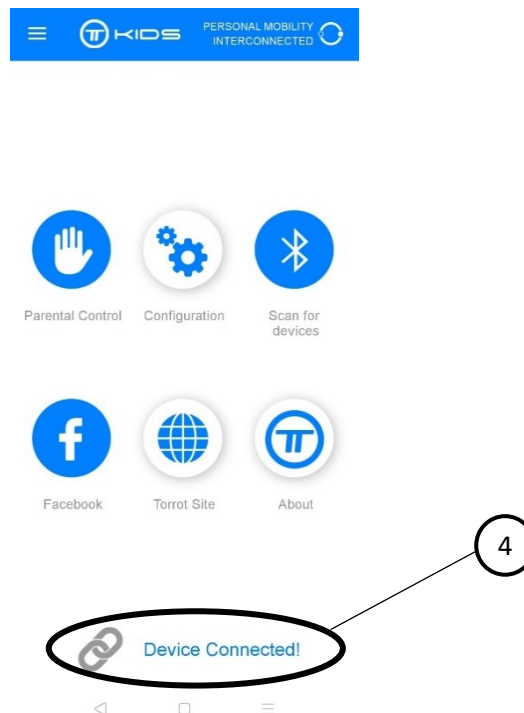 KIDS
PERSONAL MOBILITY
INTERCONNECTED
Parental Control
Configuration
Scan for
devices
f
Facebook
Torrot Site
About
4
Device Connected!